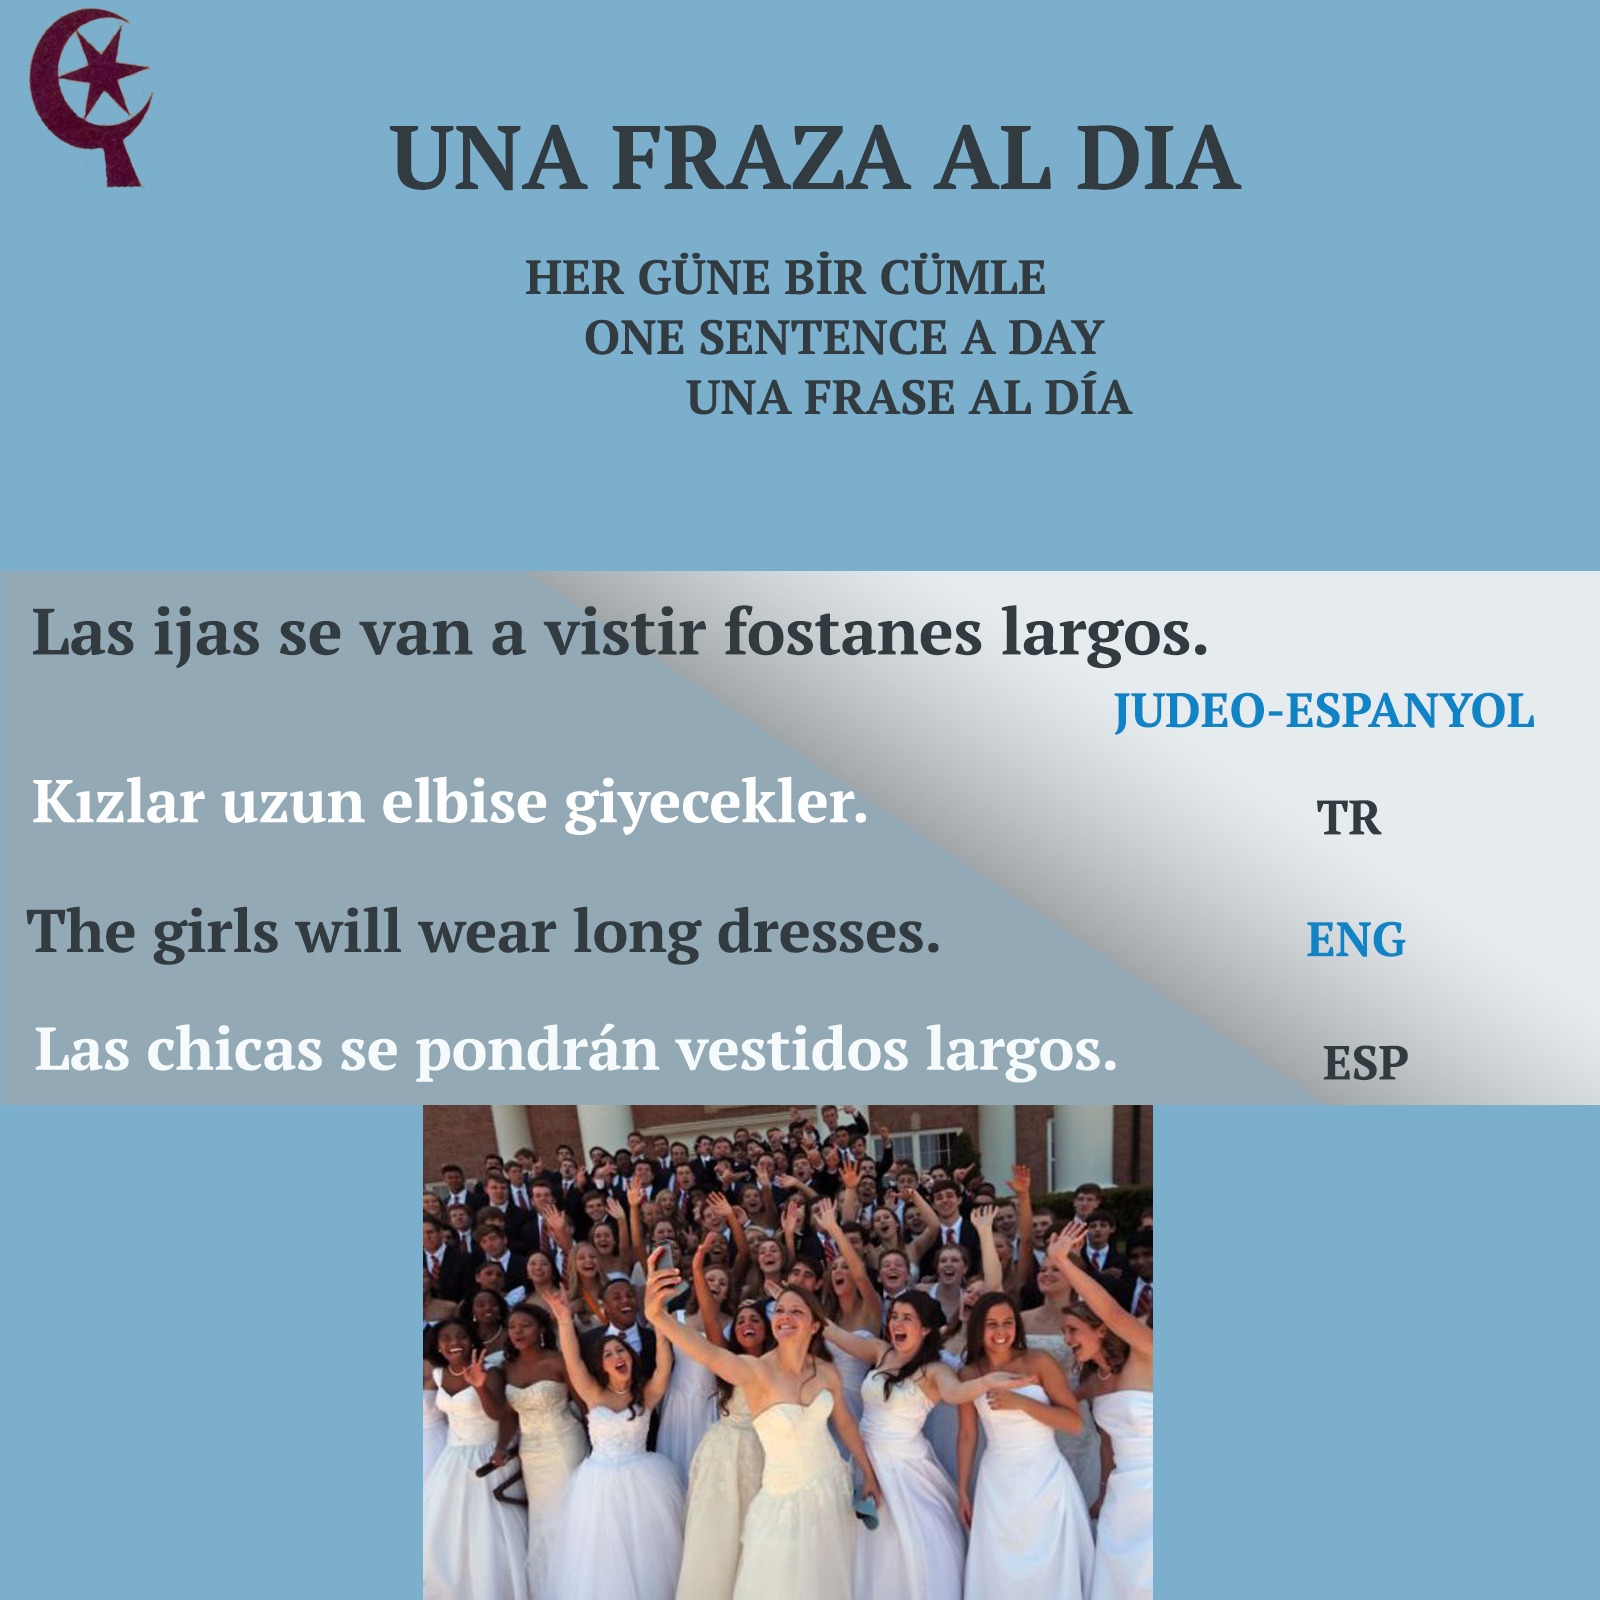 UNA FRAZA AL DIA
HER GÜNE BİR CÜMLE
ONE SENTENCE A DAY
UNA FRASE AL DÍA
Las ijas se van a vistir fostanes largos.
JUDEO-ESPANYOL
Kızlar uzun elbise giyecekler.
TR
The girls will wear long dresses.
ENG
Las chicas se pondrán vestidos largos.
ESP